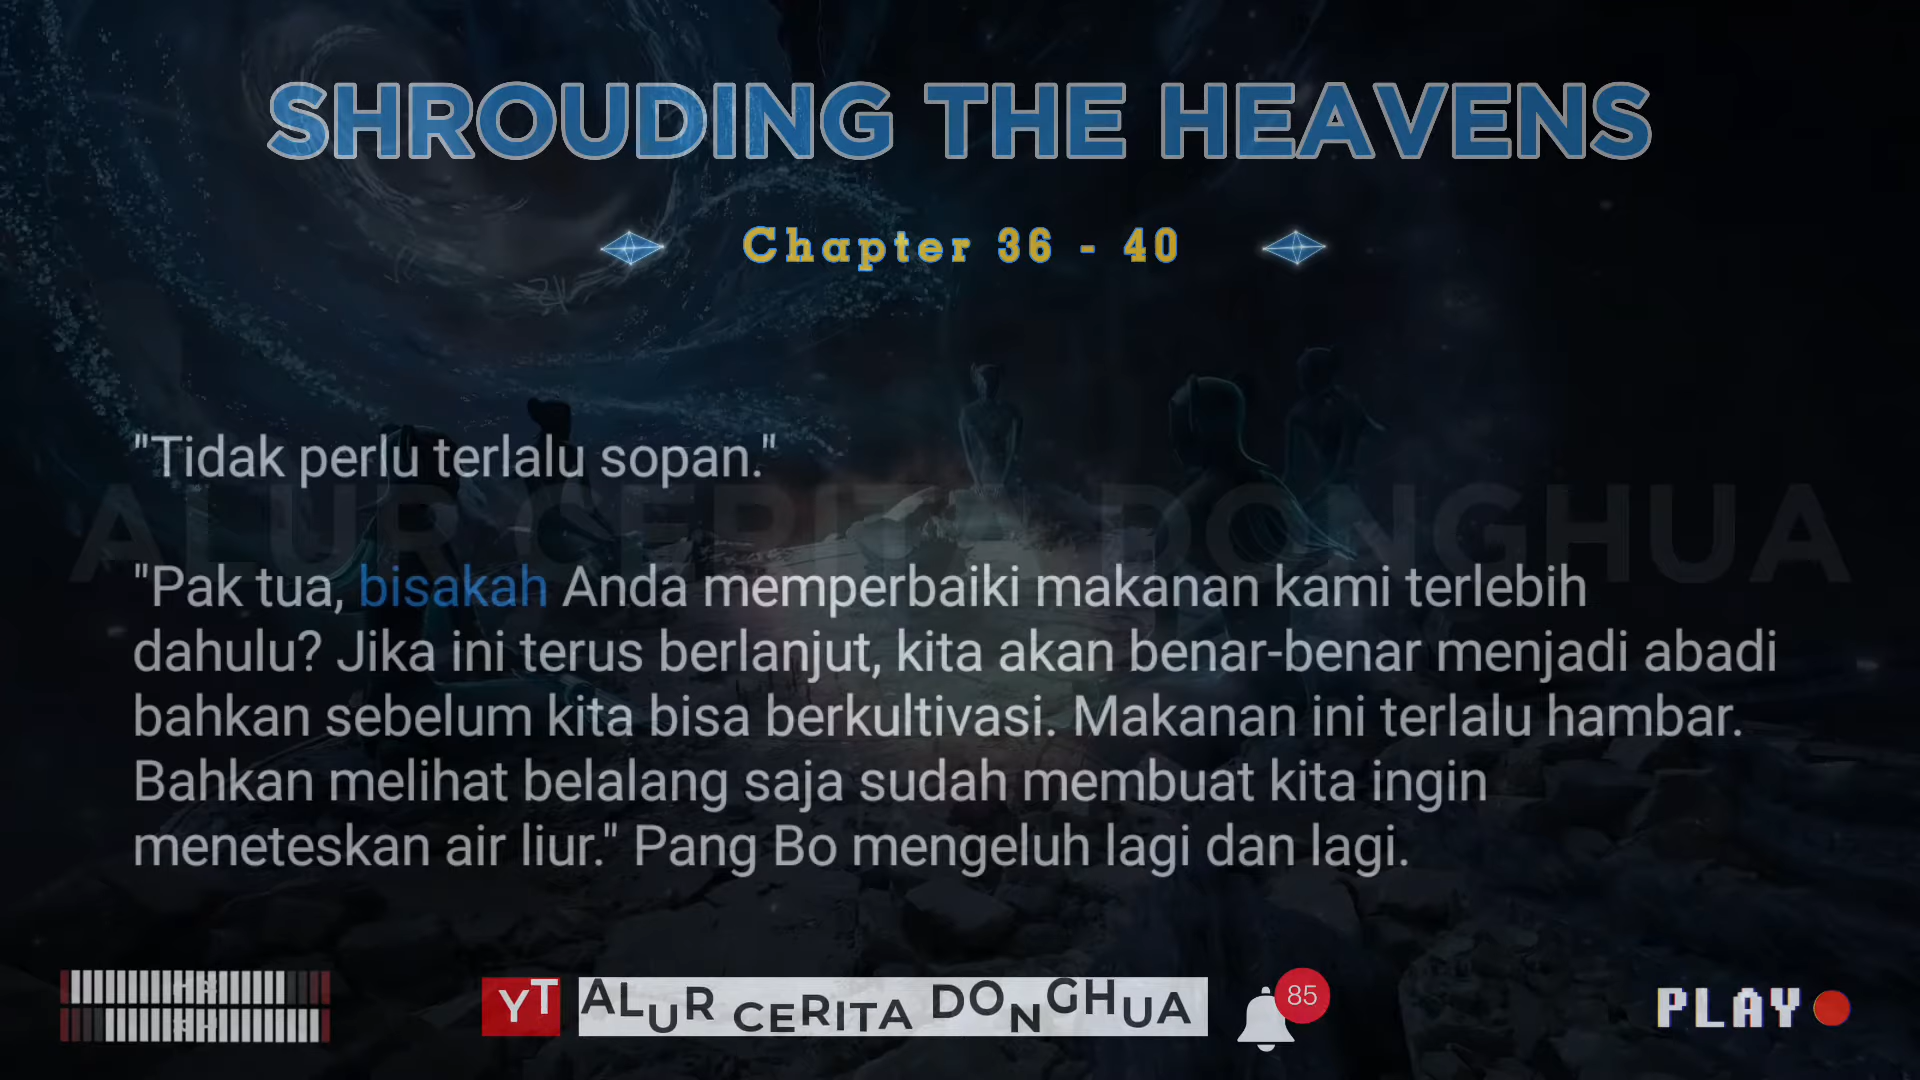 SHROUDING THE HEAVENS
Chapter 36 - 40
"Tidak perlu terlalu sopan."
ALUR CERITA DONGHUA
"Pak tua, bisakah Anda memperbaiki makanan kami terlebih
dahulu? Jika ini terus berlanjut, kita akan benar-benar menjadi abadi
bahkan sebelum kita bisa berkultivasi. Makanan ini terlalu hambar.
Bahkan melihat belalang saja sudah membuat kita ingin
meneteskan air liur." Pang Bo mengeluh lagi dan lagi.
YT ALUR CERITA DONGHUA 85
PLAY